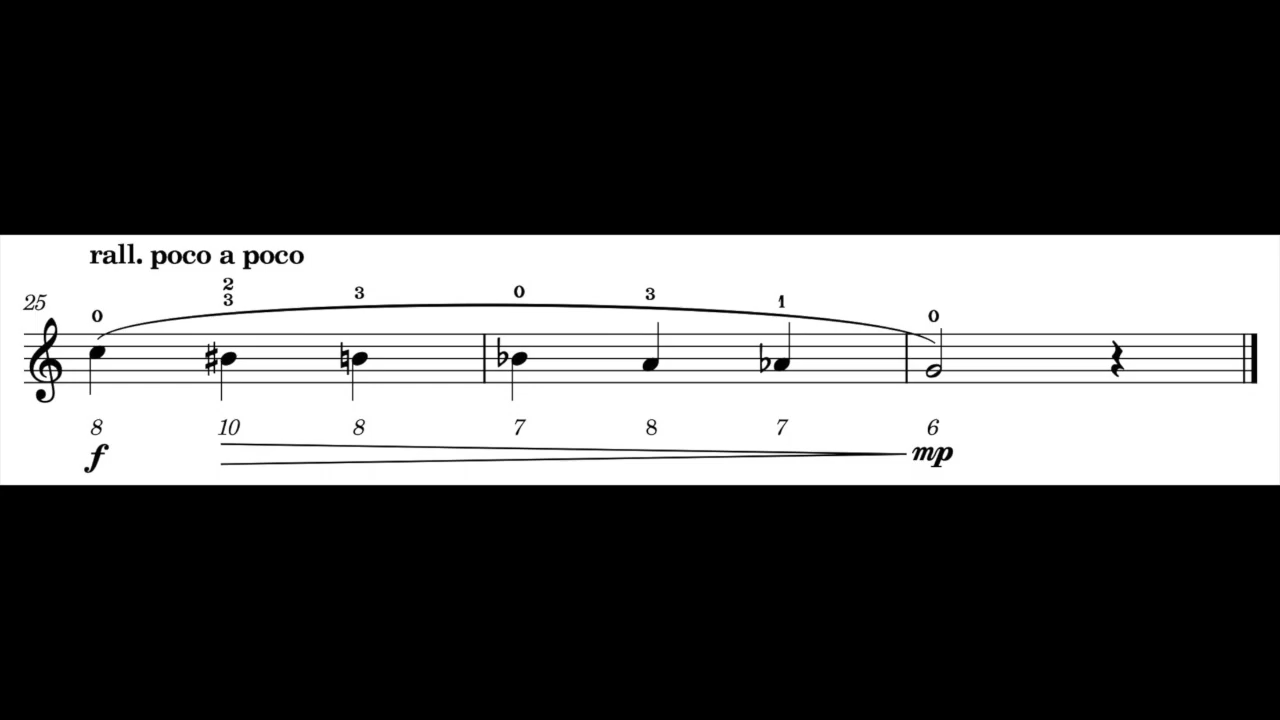 rall. poco a poco
25
0 2 3 0 3 1 0
3
8 10 8 7 8 7 6
f mp